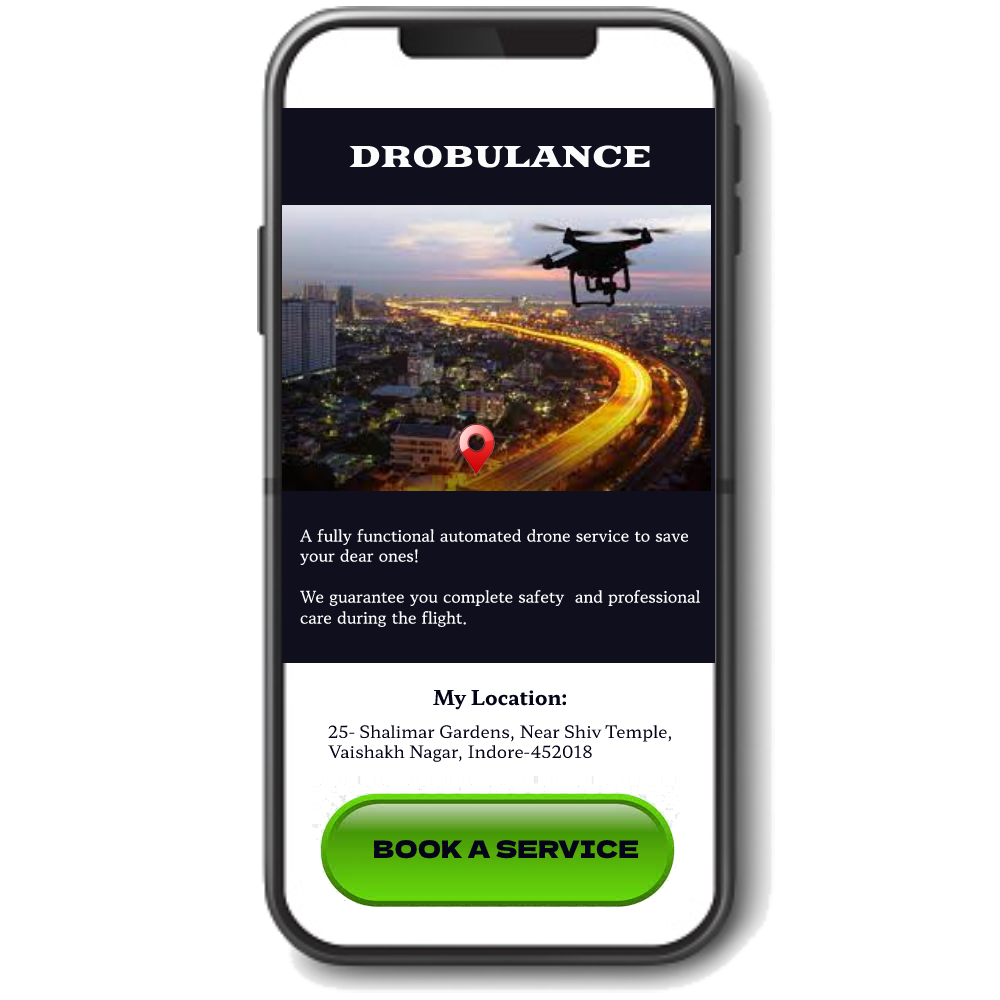 DROBULANCE
A fully functional automated drone service to save
your dear ones!
We guarantee you complete safety  and professional
care during the flight.
My Location:
25- Shalimar Gardens, Near Shiv Temple,
Vaishakh Nagar, Indore-452018
BOOK A SERVICE